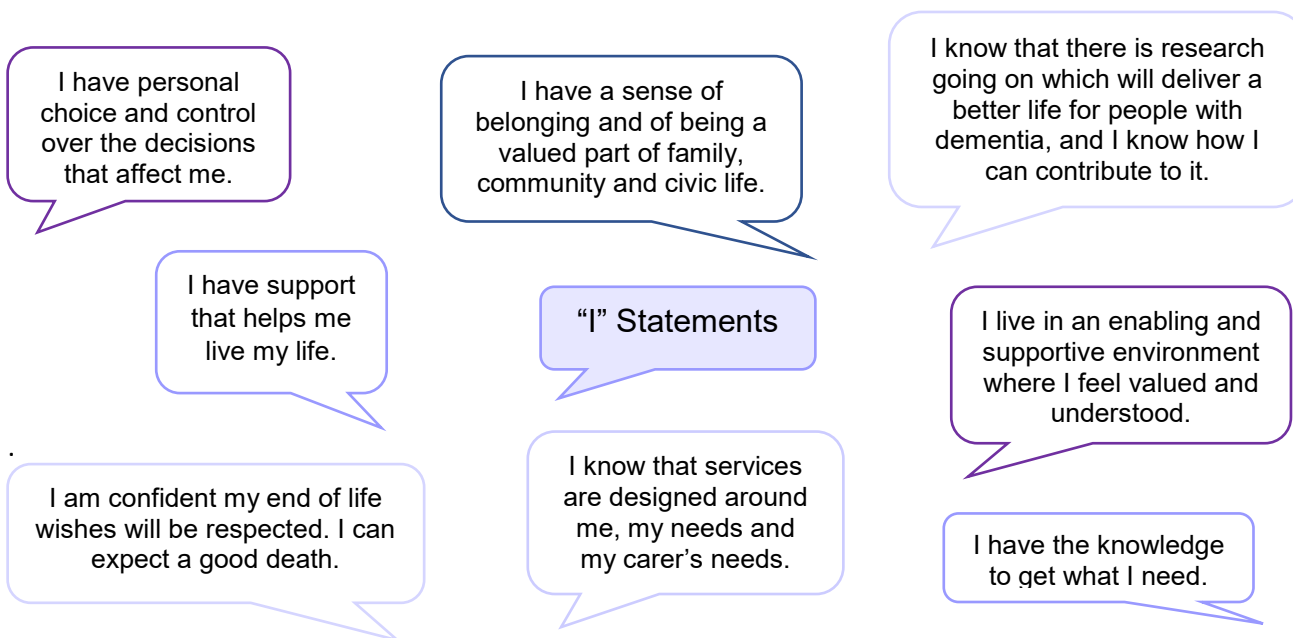 I have personal
choice and control
over the decisions
that affect me.
I have a sense of
belonging and of being a
valued part of family,
community and civic life.
I know that there is research
going on which will deliver a
better life for people with
dementia, and I know how I
can contribute to it.
I have support
that helps me
live my life.
“I” Statements
I live in an enabling and
supportive environment
where I feel valued and
understood.
.
I am confident my end of life
wishes will be respected. I can
expect a good death.
I know that services
are designed around
me, my needs and
my carer’s needs.
I have the knowledge
to get what I need.